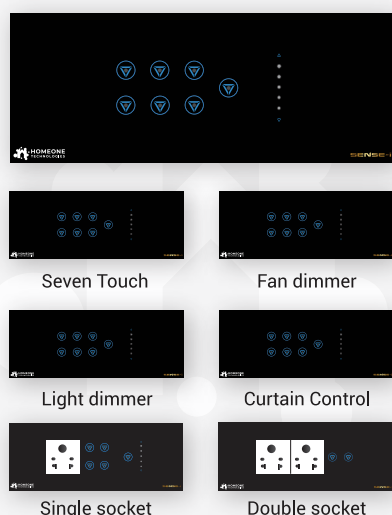 HOMEONE
TECHNOLOGIES
SENSE-i
Seven Touch
Fan dimmer
Light dimmer
Curtain Control
Single socket
Double socket